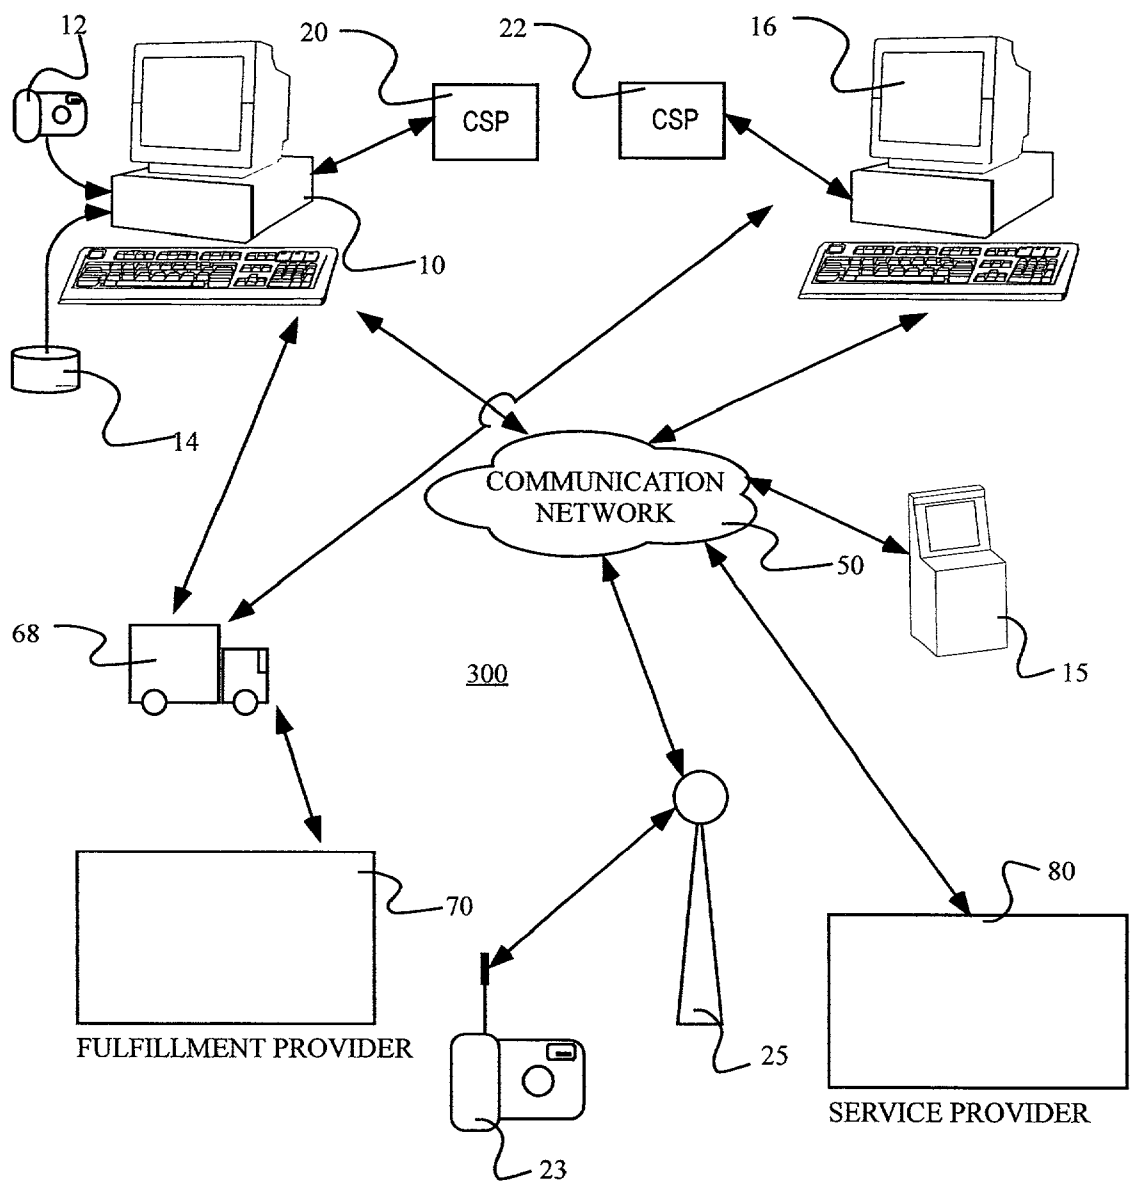 12
20
22
16
CSP
CSP
10
14
COMMUNICATION
NETWORK
50
68
300
15
80
70
FULFILLMENT PROVIDER
25
SERVICE PROVIDER
23